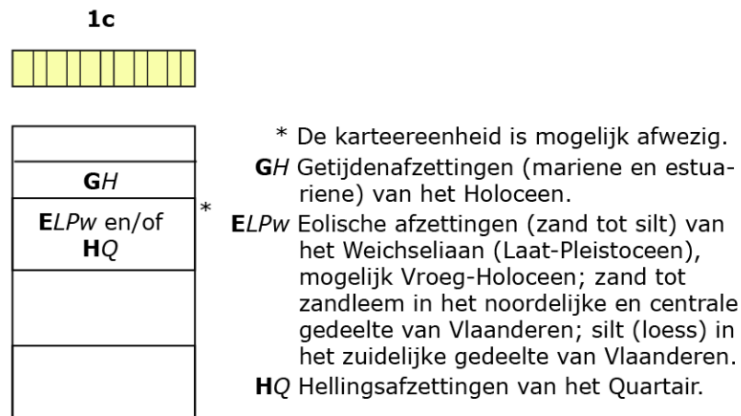 1c
GH
ELPw en/of
HQ
*
* De karteereenheid is mogelijk afwezig.
GH Getijdenafzettingen (mariene en estua-
riene) van het Holoceen.
ELPw Eolische afzettingen (zand tot silt) van
het Weichseliaan (Laat-Pleistoceen),
mogelijk Vroeg-Holoceen; zand tot
zandleem in het noordelijke en centrale
gedeelte van Vlaanderen; silt (loess) in
het zuidelijke gedeelte van Vlaanderen.
HQ Hellingsafzettingen van het Quartair.